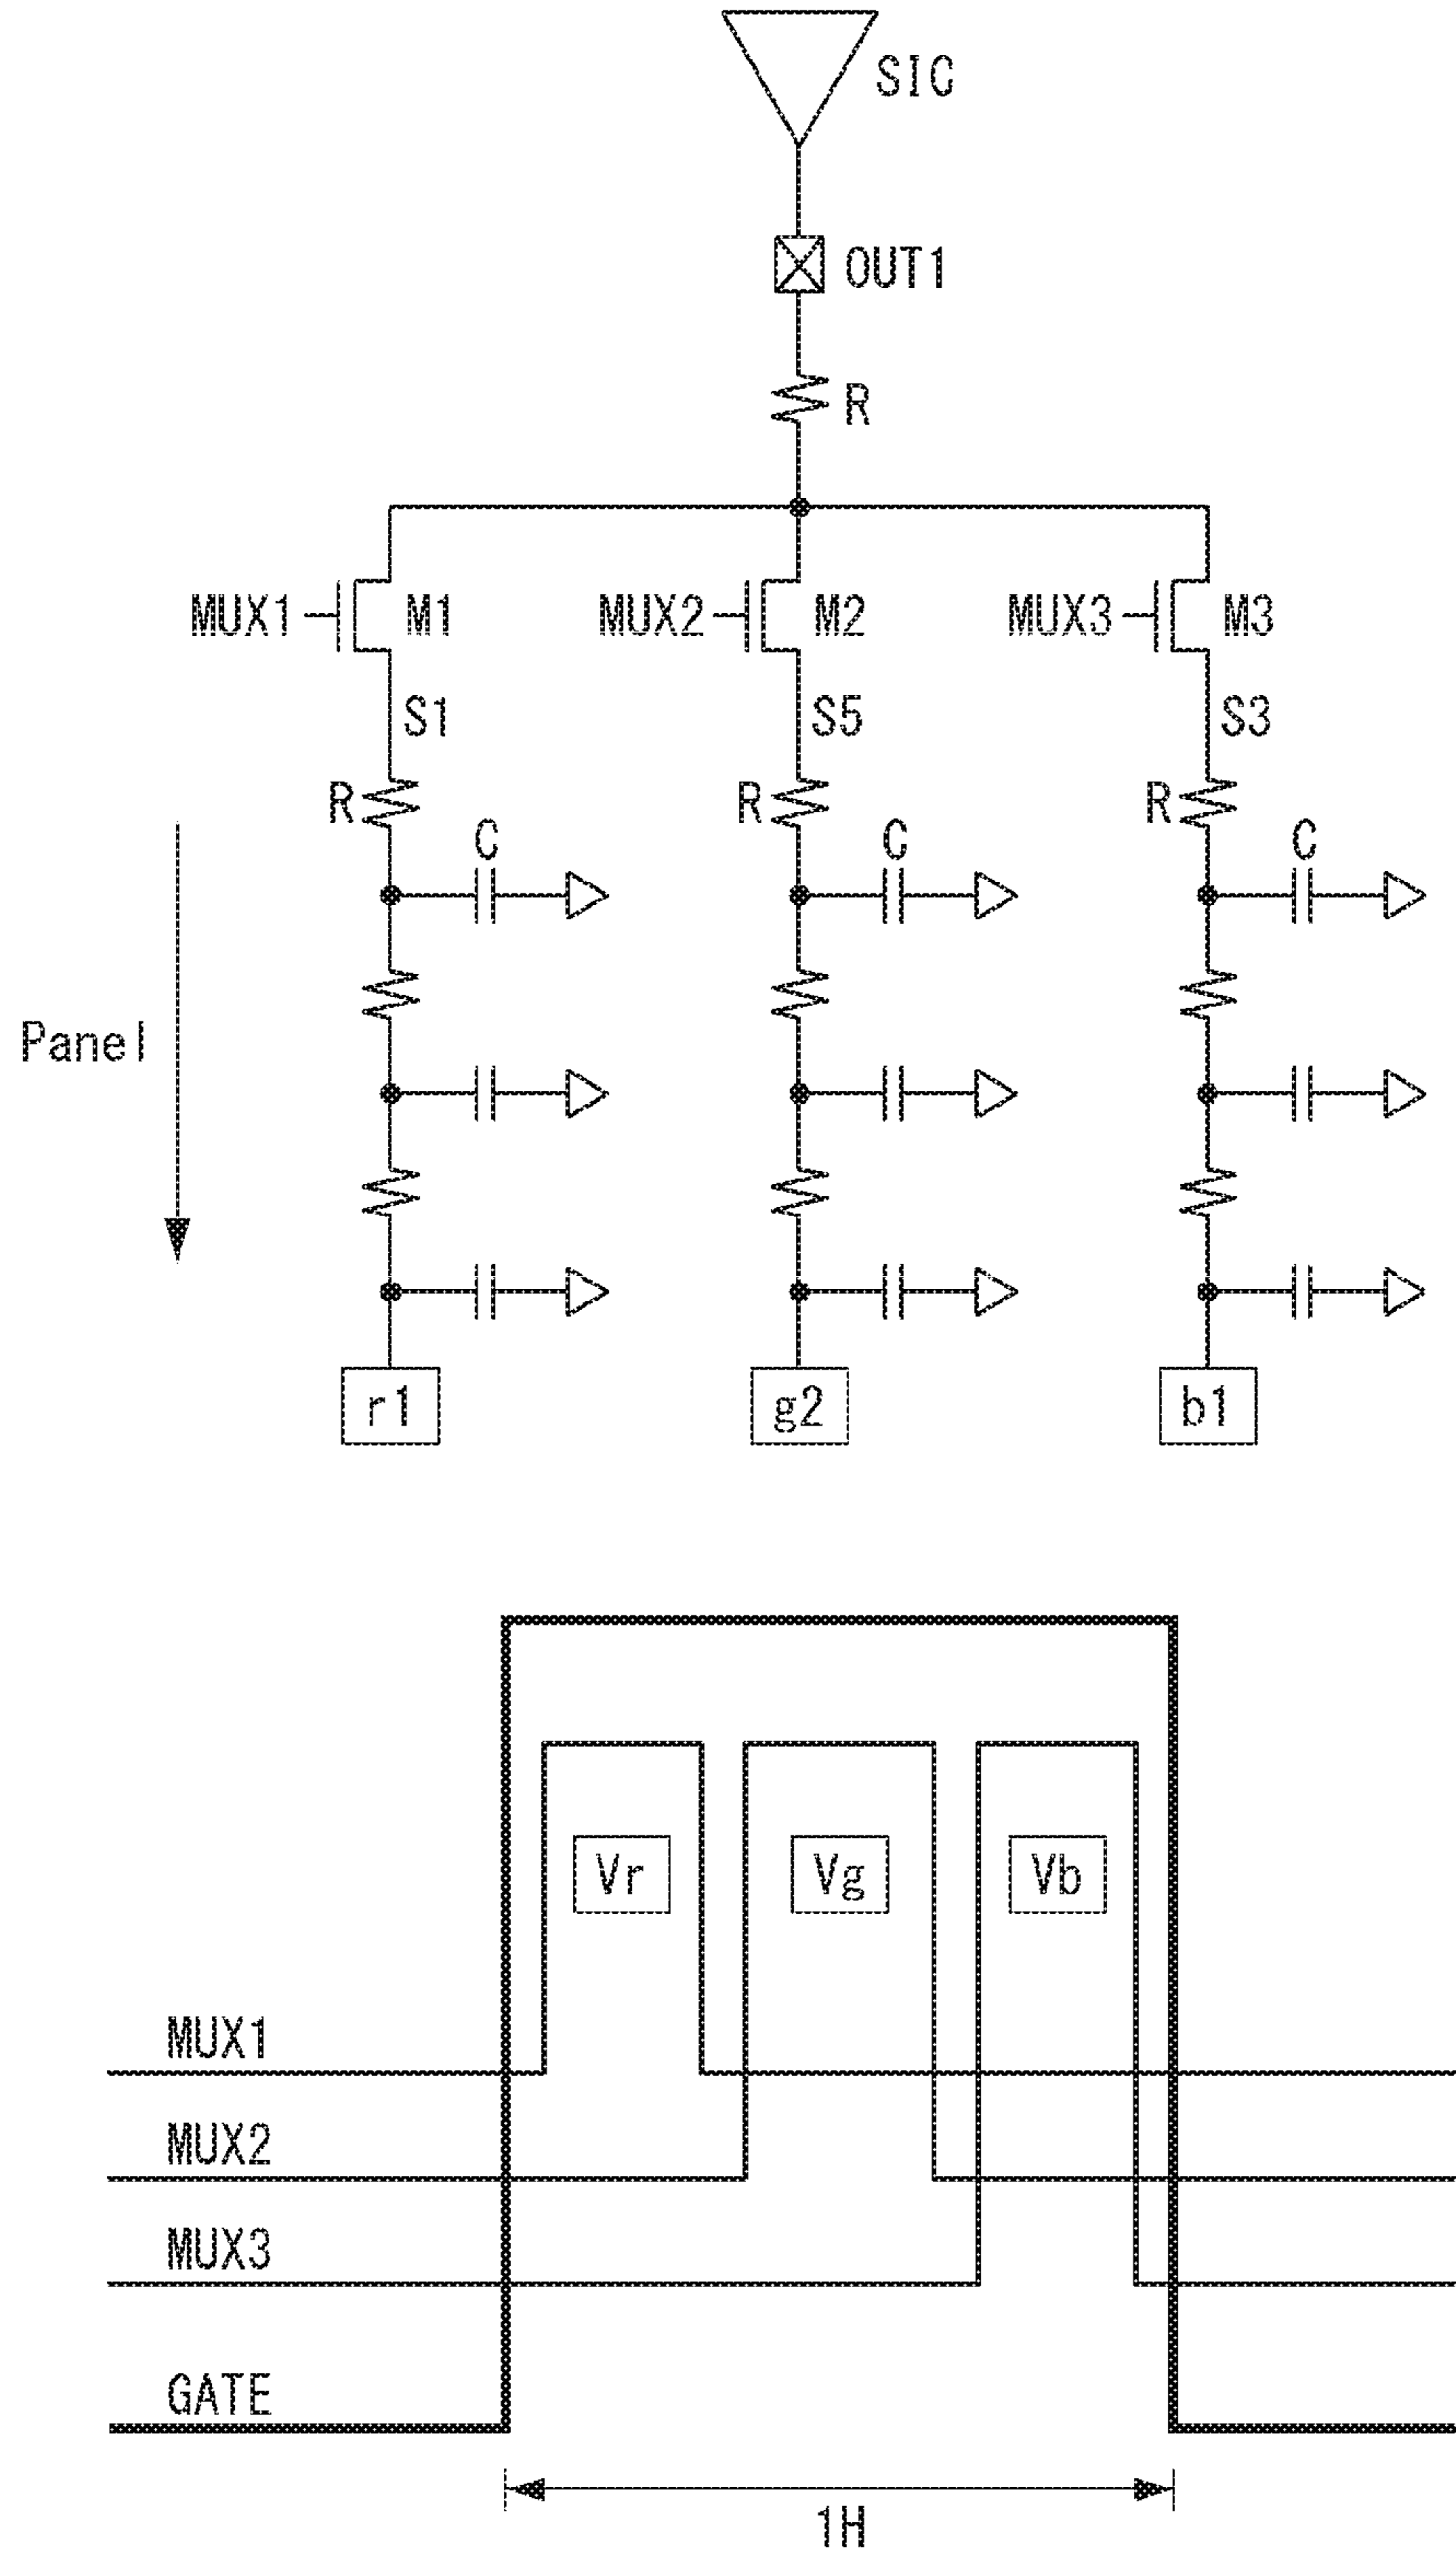 SIC
OUT1
R
MUX1 M1 MUX2 M2 MUX3 M3
S1 S5 S3
R R R
C C C
Panel
r1 g2 b1
Vr Vg Vb
MUX1
MUX2
MUX3
GATE
1H